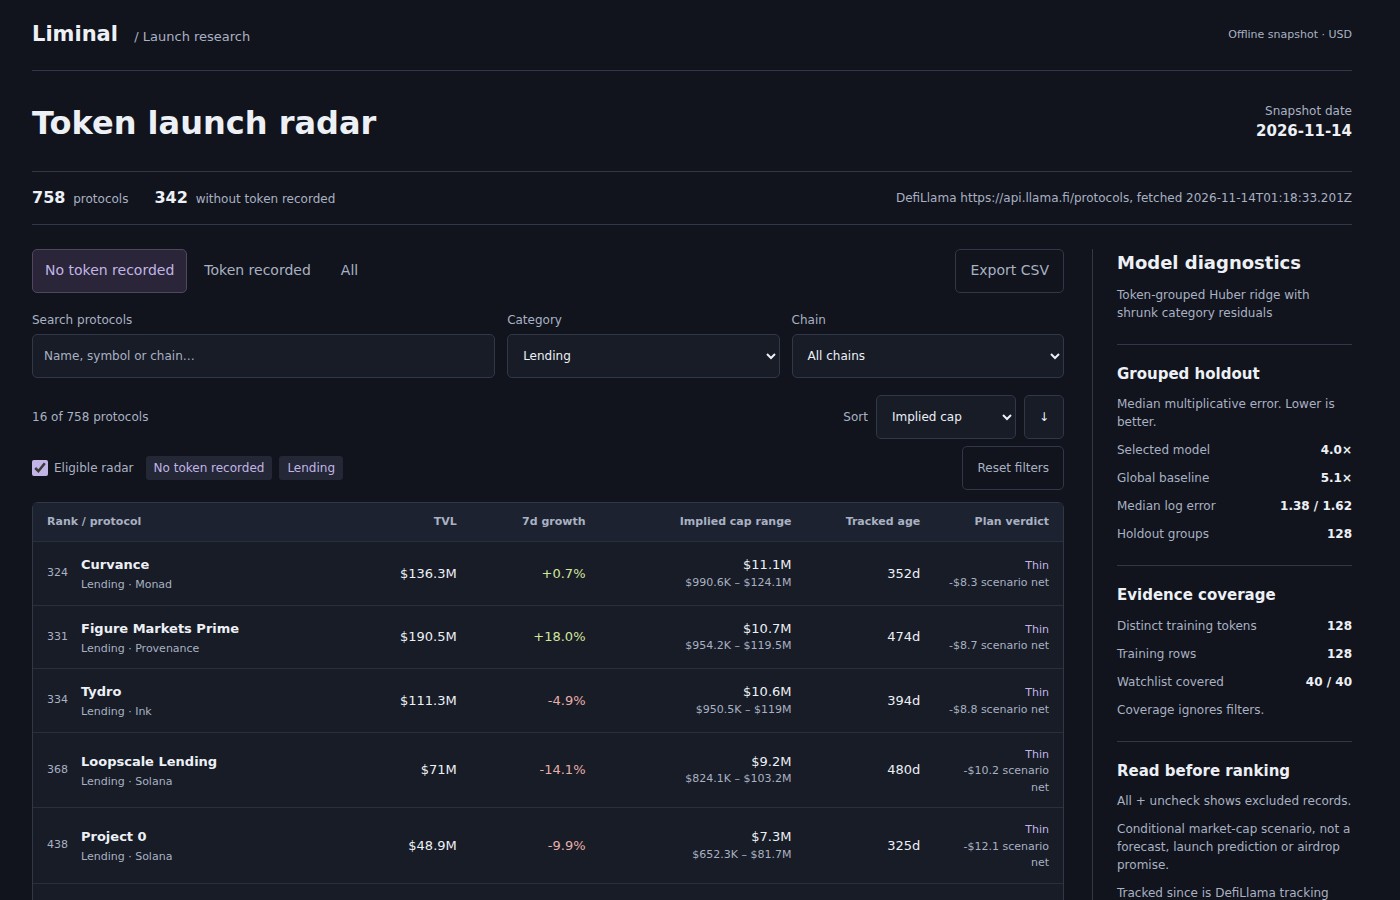 Liminal / Launch research
Offline snapshot · USD
Token launch radar
Snapshot date
2026-11-14
758 protocols 342 without token recorded
DefiLlama https://api.llama.fi/protocols, fetched 2026-11-14T01:18:33.201Z
No token recorded Token recorded All
Export CSV
Search protocols
Name, symbol or chain...
Category
Lending
Chain
All chains
16 of 758 protocols
Sort Implied cap ↓
Eligible radar No token recorded Lending
Reset filters
Rank / protocol TVL 7d growth Implied cap range Tracked age Plan verdict
324 Curvance $136.3M +0.7% $11.1M 352d Thin
Lending · Monad $990.6K – $124.1M -$8.3 scenario net
331 Figure Markets Prime $190.5M +18.0% $10.7M 474d Thin
Lending · Provenance $954.2K – $119.5M -$8.7 scenario net
334 Tydro $111.3M -4.9% $10.6M 394d Thin
Lending · Ink $950.5K – $119M -$8.8 scenario net
368 Loopscale Lending $71M -14.1% $9.2M 480d Thin
Lending · Solana $824.1K – $103.2M -$10.2 scenario
net
438 Project 0 $48.9M -9.9% $7.3M 325d Thin
Lending · Solana $652.3K – $81.7M -$12.1 scenario
net
Model diagnostics
Token-grouped Huber ridge with
shrunk category residuals
Grouped holdout
Median multiplicative error. Lower is
better.
Selected model 4.0×
Global baseline 5.1×
Median log error 1.38 / 1.62
Holdout groups 128
Evidence coverage
Distinct training tokens 128
Training rows 128
Watchlist covered 40 / 40
Coverage ignores filters.
Read before ranking
All + uncheck shows excluded records.
Conditional market-cap scenario, not a
forecast, launch prediction or airdrop
promise.
Tracked since is DefiLlama tracking